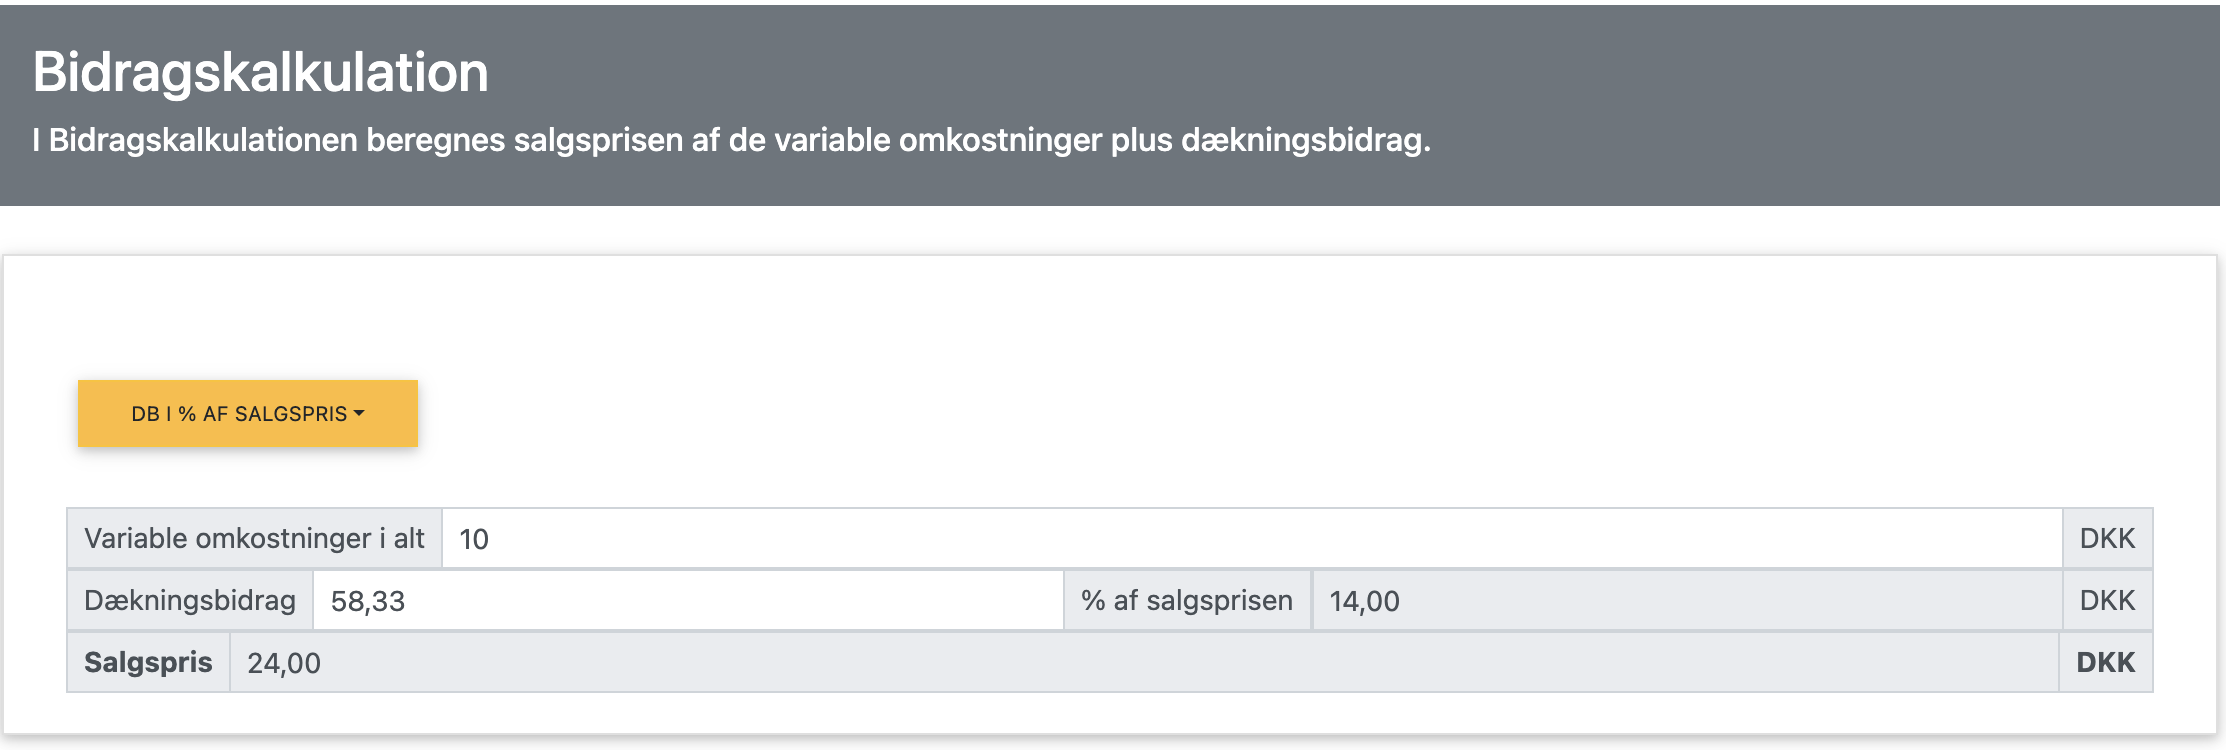 Bidragskalkulation
I Bidragskalkulationen beregnes salgsprisen af de variable omkostninger plus dækningsbidrag.
DB I % AF SALGSPRIS
Variable omkostninger i alt 10 DKK
Dækningsbidrag 58,33 % af salgsprisen 14,00 DKK
Salgspris 24,00 DKK